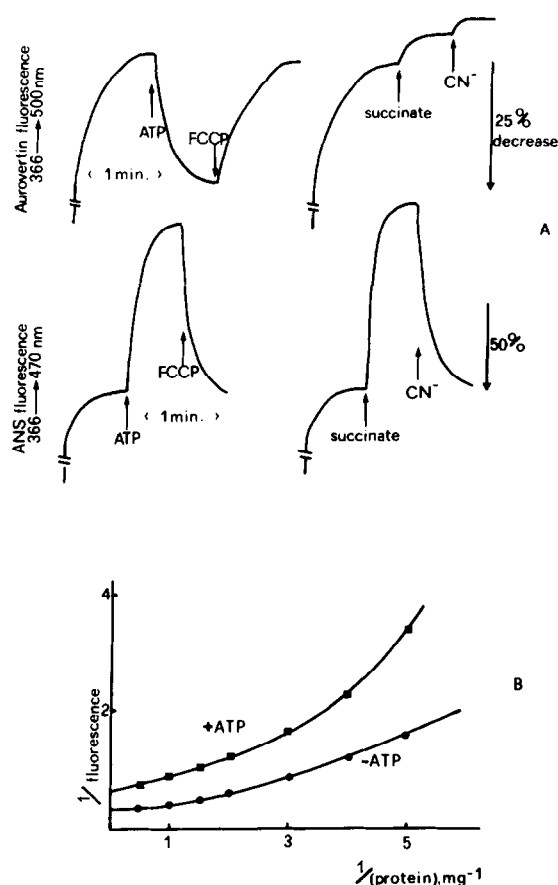 Aurovertin fluorescence
366→500 nm
ATP
FCCP
< 1 min. >
succinate
CN⁻
25%
decrease
A
ANS fluorescence
366→470 nm
ATP
FCCP
< 1 min. >
succinate
CN⁻
50%
B
4
2
1/fluorescence
+ATP
-ATP
1 3 5
1/(protein), mg⁻¹